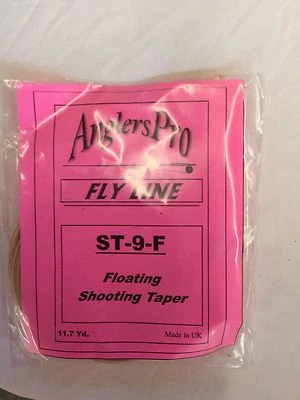 AnglersPro
FLY LINE
ST-9-F
Floating
Shooting Taper
11.7 Yd. Made in UK